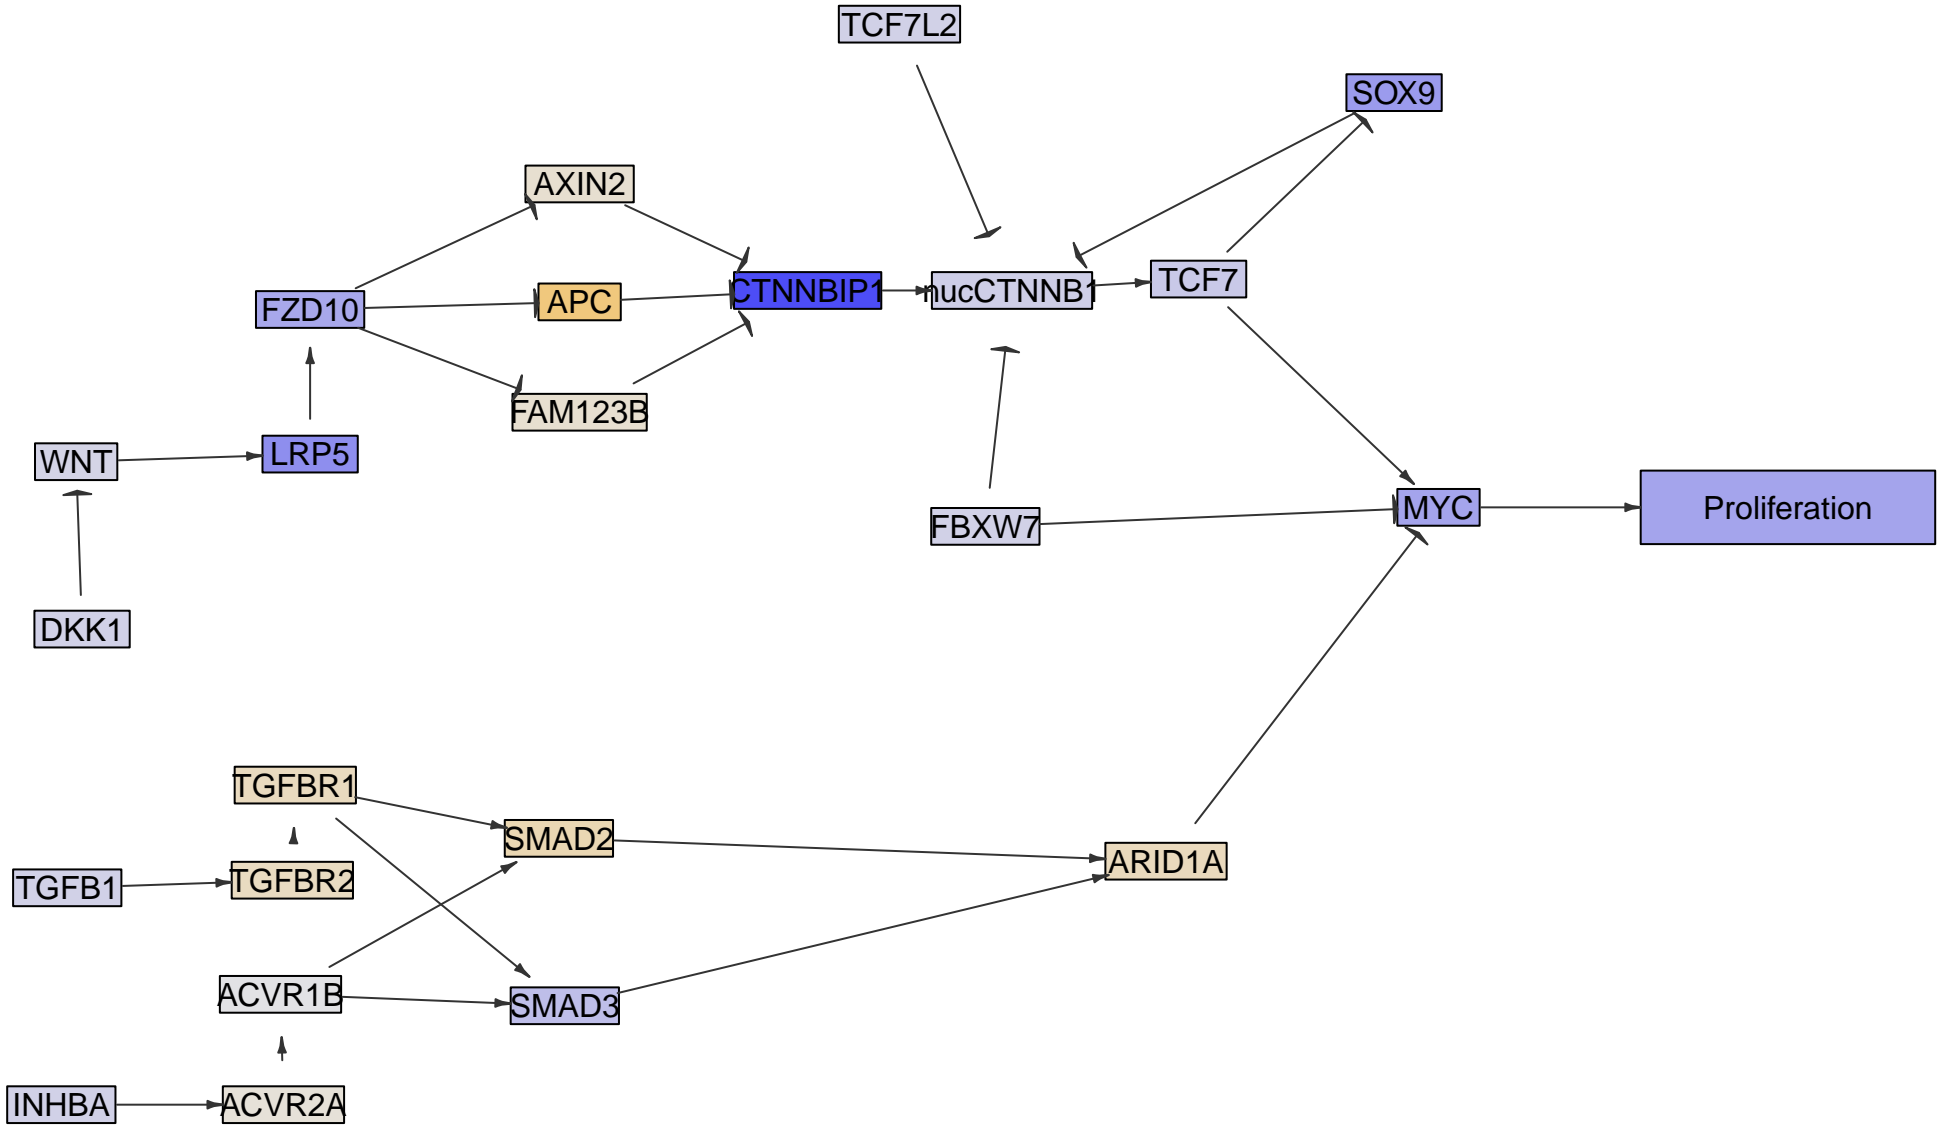 TCF7L2
SOX9
AXIN2
FZD10
APC
CTNNBIP1
nucCTNNB1
TCF7
FAM123B
WNT
LRP5
FBXW7
MYC
Proliferation
DKK1
TGFBR1
SMAD2
ARID1A
TGFB1
TGFBR2
ACVR1B
SMAD3
INHBA
ACVR2A